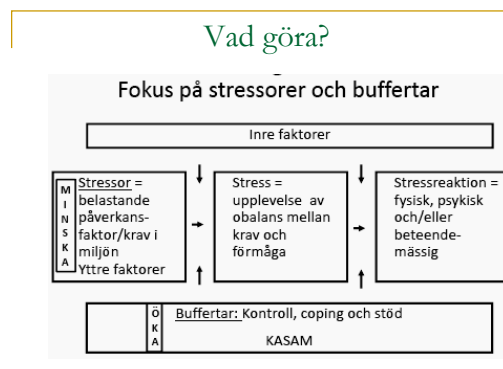 Vad göra?
Fokus på stressorer och buffertar
Inre faktorer
MINSKA
Stressor =
belastande
påverkans-
faktor/krav i
miljön
Yttre faktorer
Stress =
upplevelse av
obalans mellan
krav och
förmåga
Stressreaktion =
fysisk, psykisk
och/eller
beteende-
mässig
ÖKA
Buffertar: Kontroll, coping och stöd
KASAM